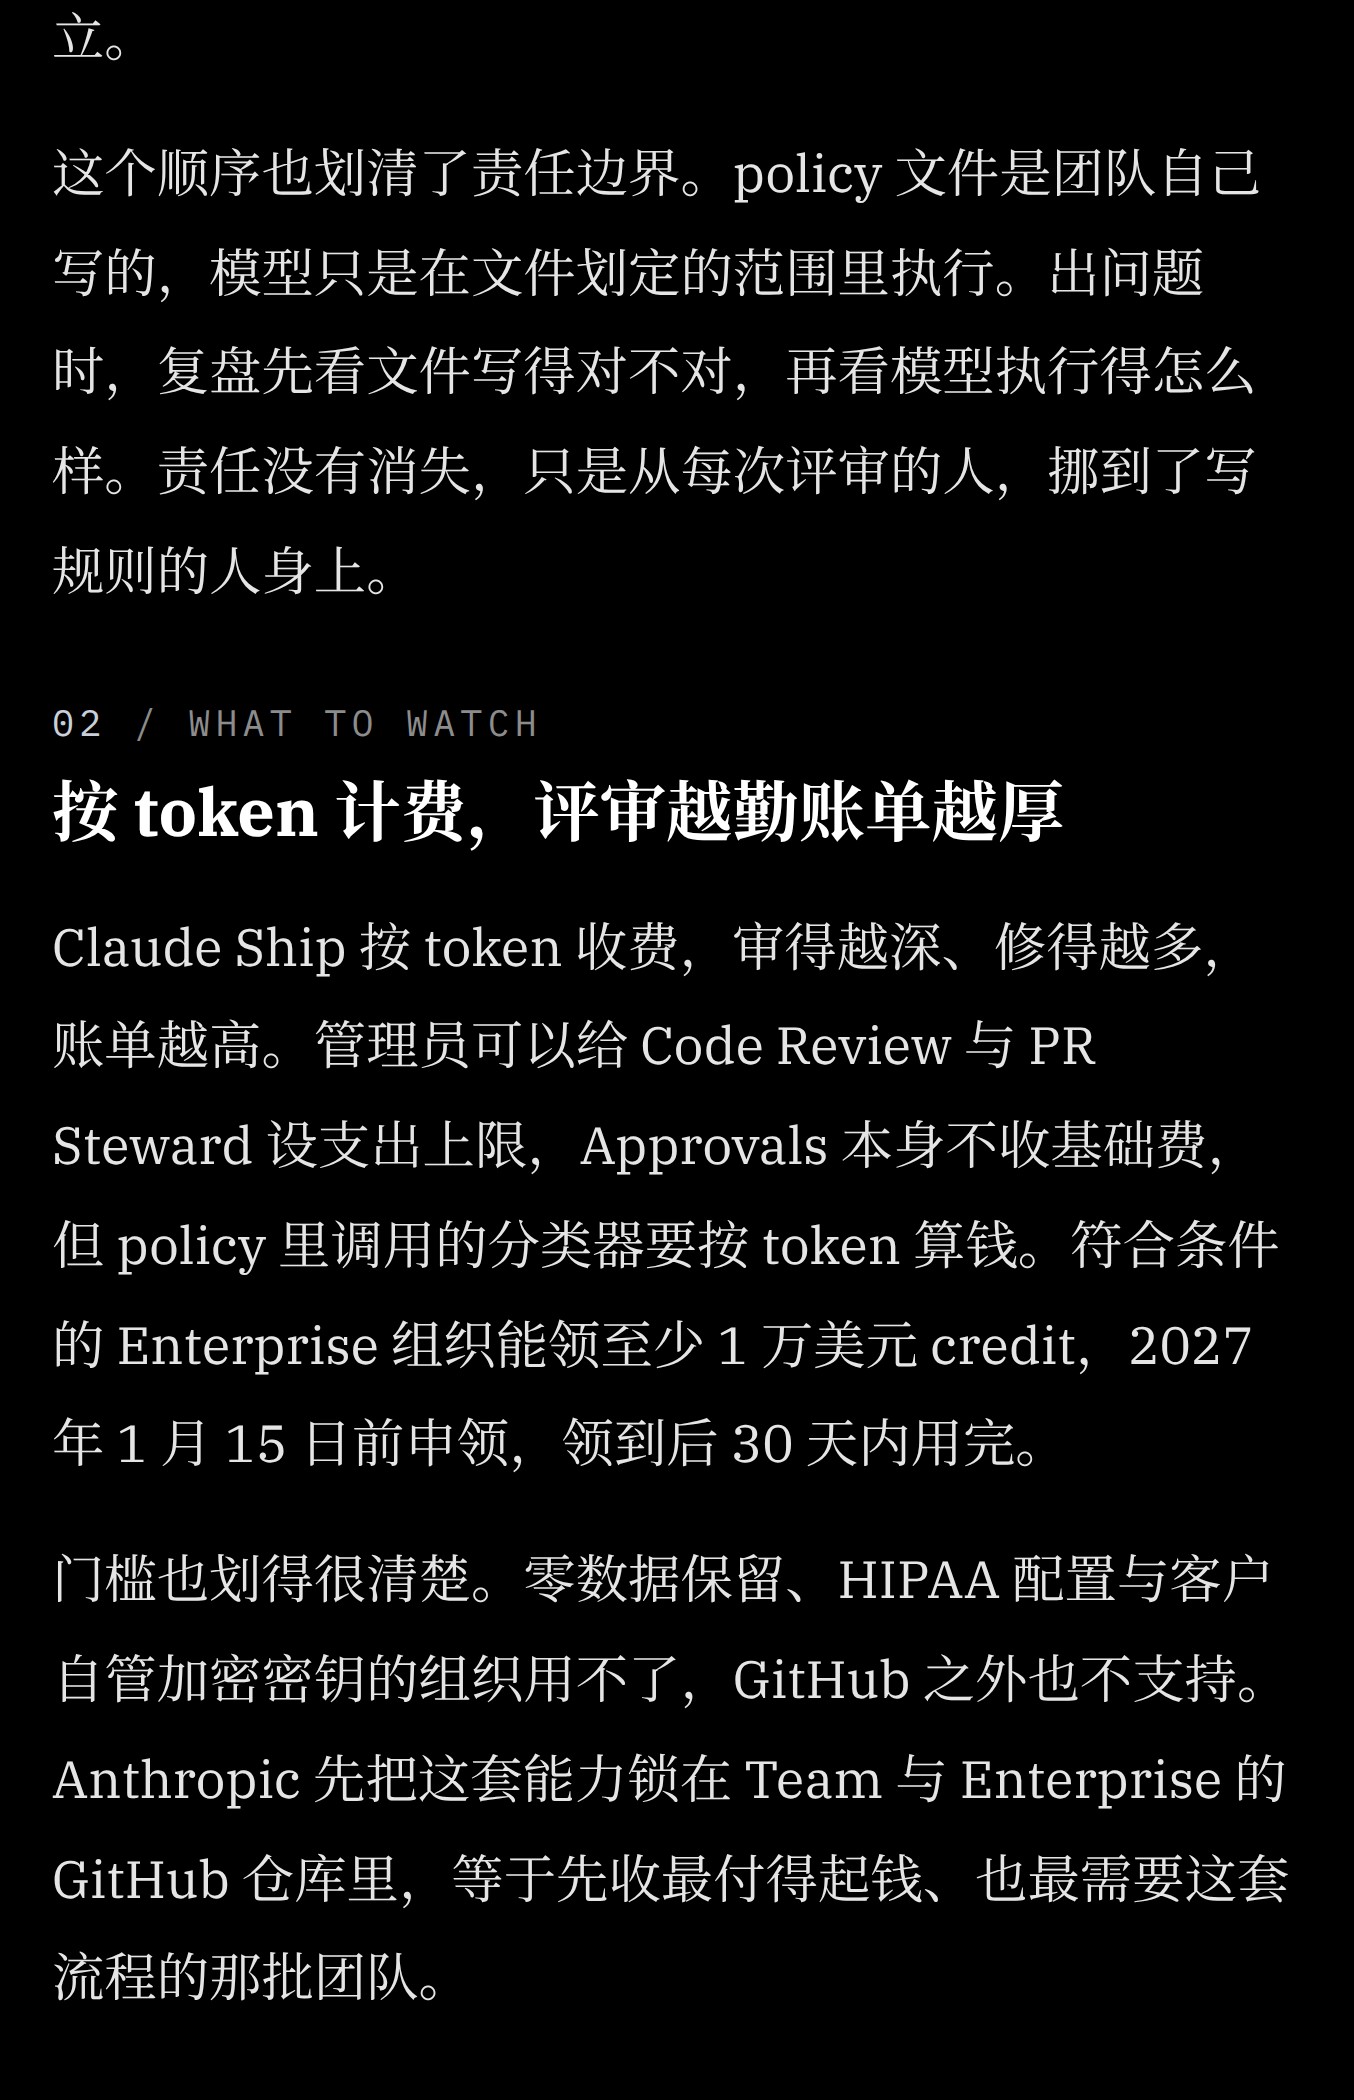 立。
这个顺序也划清了责任边界。policy 文件是团队自己
写的，模型只是在文件划定的范围里执行。出问题
时，复盘先看文件写得对不对，再看模型执行得怎么
样。责任没有消失，只是从每次评审的人，挪到了写
规则的人身上。
02 / WHAT TO WATCH
按 token 计费，评审越勤账单越厚
Claude Ship 按 token 收费，审得越深、修得越多，
账单越高。管理员可以给 Code Review 与 PR
Steward 设支出上限，Approvals 本身不收基础费，
但 policy 里调用的分类器要按 token 算钱。符合条件
的 Enterprise 组织能领至少 1 万美元 credit，2027
年 1 月 15 日前申领，领到后 30 天内用完。
门槛也划得很清楚。零数据保留、HIPAA 配置与客户
自管加密密钥的组织用不了，GitHub 之外也不支持。
Anthropic 先把这套能力锁在 Team 与 Enterprise 的
GitHub 仓库里，等于先收最付得起钱、也最需要这套
流程的那批团队。